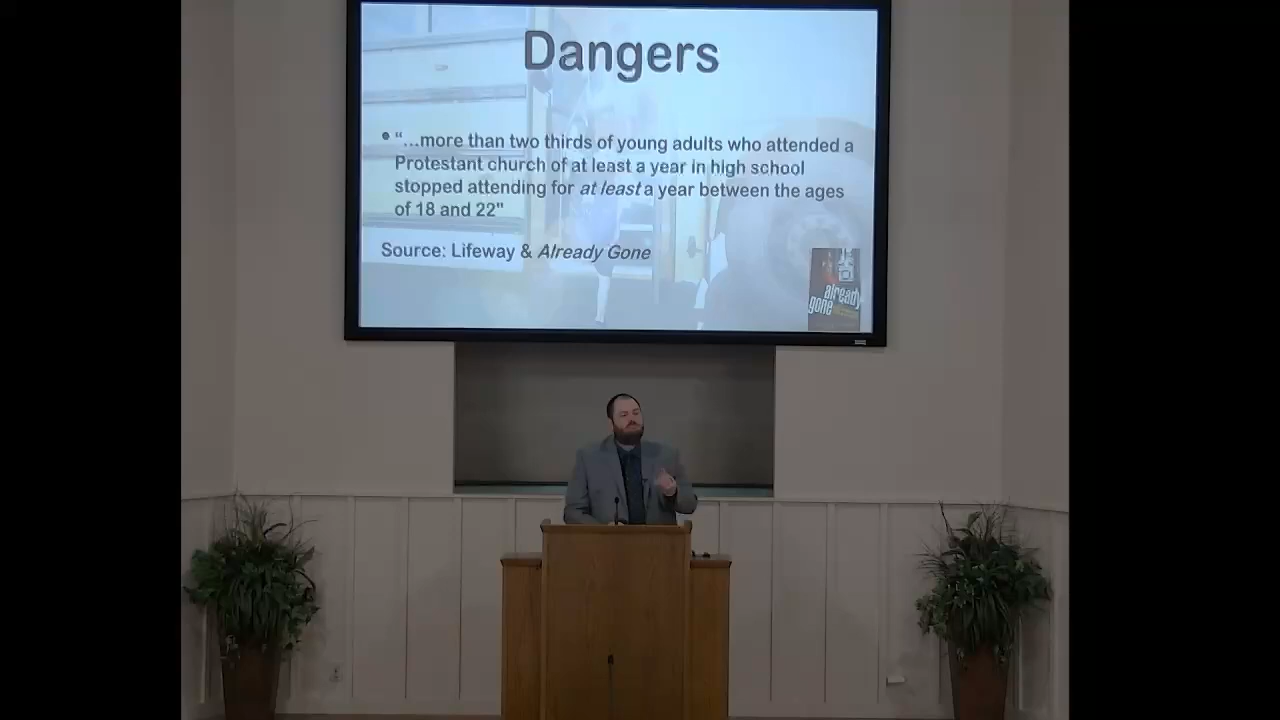 Dangers
• “...more than two thirds of young adults who attended a
Protestant church of at least a year in high school
stopped attending for at least a year between the ages
of 18 and 22"
Source: Lifeway & Already Gone
already
gone